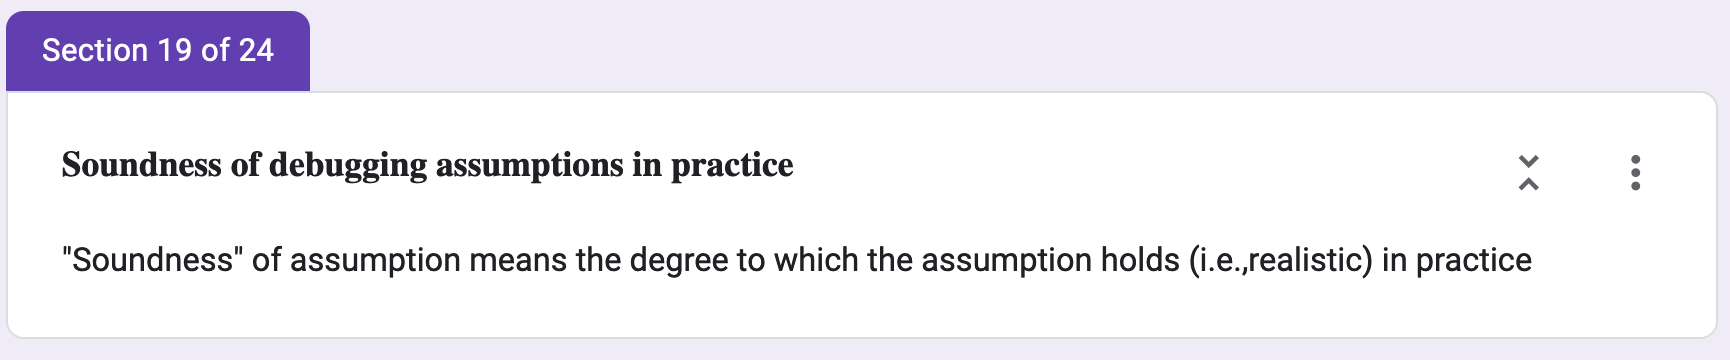 Section 19 of 24
Soundness of debugging assumptions in practice
"Soundness" of assumption means the degree to which the assumption holds (i.e.,realistic) in practice